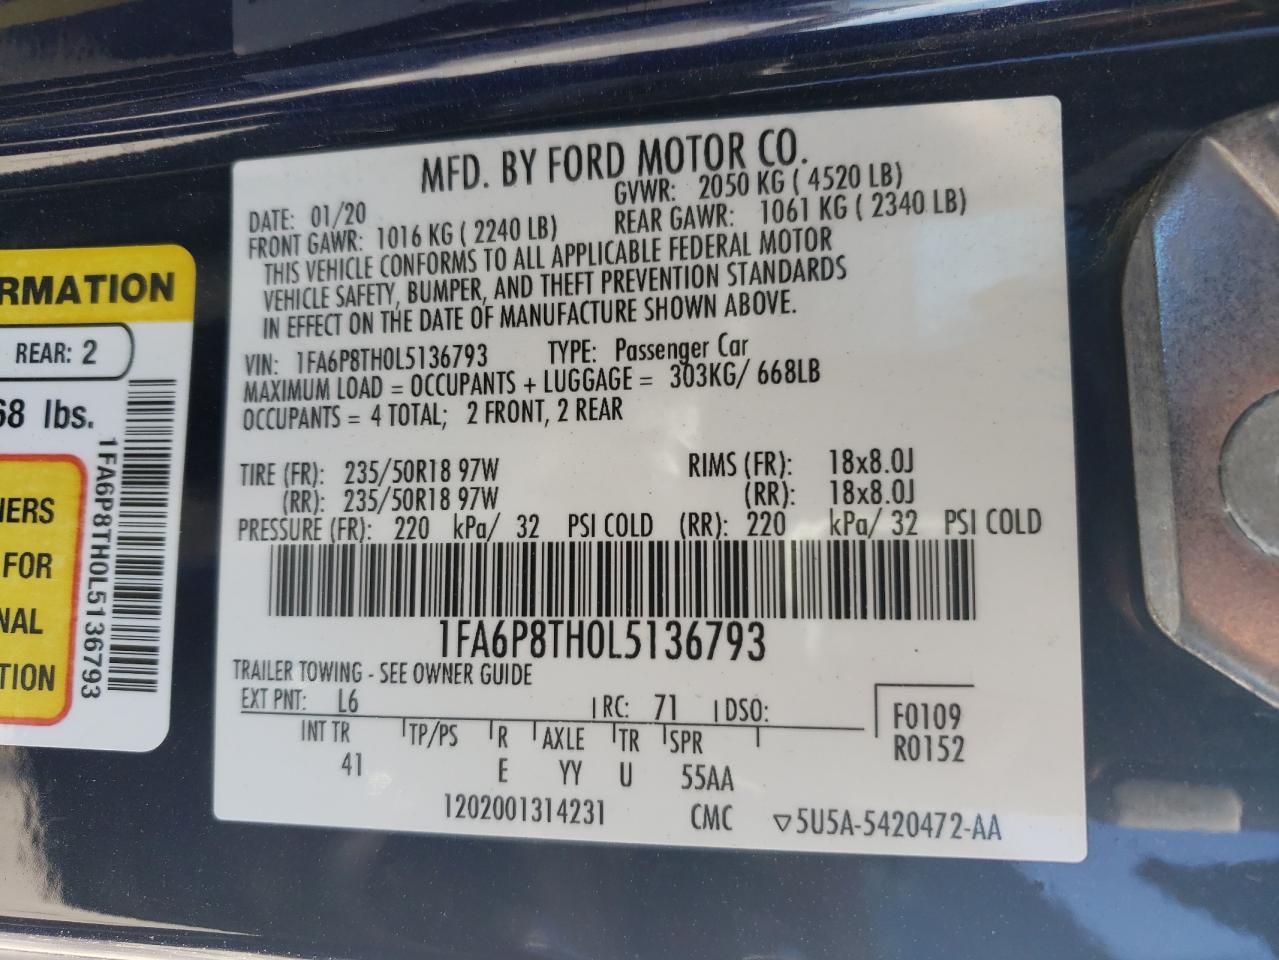 MFD. BY FORD MOTOR CO.
DATE: 01/20
GVWR: 2050 KG ( 4520 LB)
FRONT GAWR: 1016 KG ( 2240 LB)
REAR GAWR: 1061 KG ( 2340 LB)
THIS VEHICLE CONFORMS TO ALL APPLICABLE FEDERAL MOTOR
VEHICLE SAFETY, BUMPER, AND THEFT PREVENTION STANDARDS
IN EFFECT ON THE DATE OF MANUFACTURE SHOWN ABOVE.
VIN: 1FA6P8TH0L5136793 TYPE: Passenger Car
MAXIMUM LOAD = OCCUPANTS + LUGGAGE = 303KG/ 668LB
OCCUPANTS = 4 TOTAL; 2 FRONT, 2 REAR
TIRE (FR): 235/50R18 97W RIMS (FR): 18x8.0J
(RR): 235/50R18 97W (RR): 18x8.0J
PRESSURE (FR): 220 kPa/ 32 PSI COLD (RR): 220 kPa/ 32 PSI COLD
1FA6P8TH0L5136793
TRAILER TOWING - SEE OWNER GUIDE
EXT PNT: L6 RC: 71 DSO:
INT TR TP/PS R AXLE TR SPR
41 E YY U 55AA
F0109
R0152
1202001314231 CMC ▽5U5A-5420472-AA
RMATION
REAR: 2
68 lbs.
IERS
FOR
NAL
TION
1FA6P8TH0L5136793